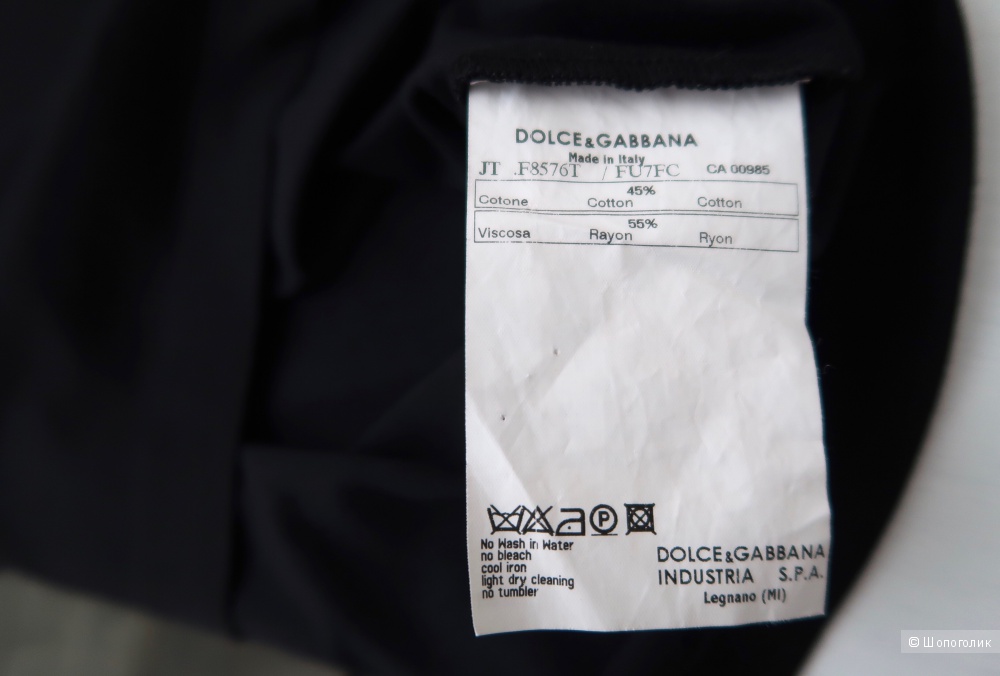 DOLCE&GABBANA
Made in Italy
JT .F8576T / FU7FC CA 00985
45%
Cotone Cotton Cotton
55%
Viscosa Rayon Ryon
P
No Wash in Water
no bleach
cool iron
light dry cleaning
no tumbler
DOLCE&GABBANA
INDUSTRIA S.P.A.
Legnano (MI)
© Шопоголик